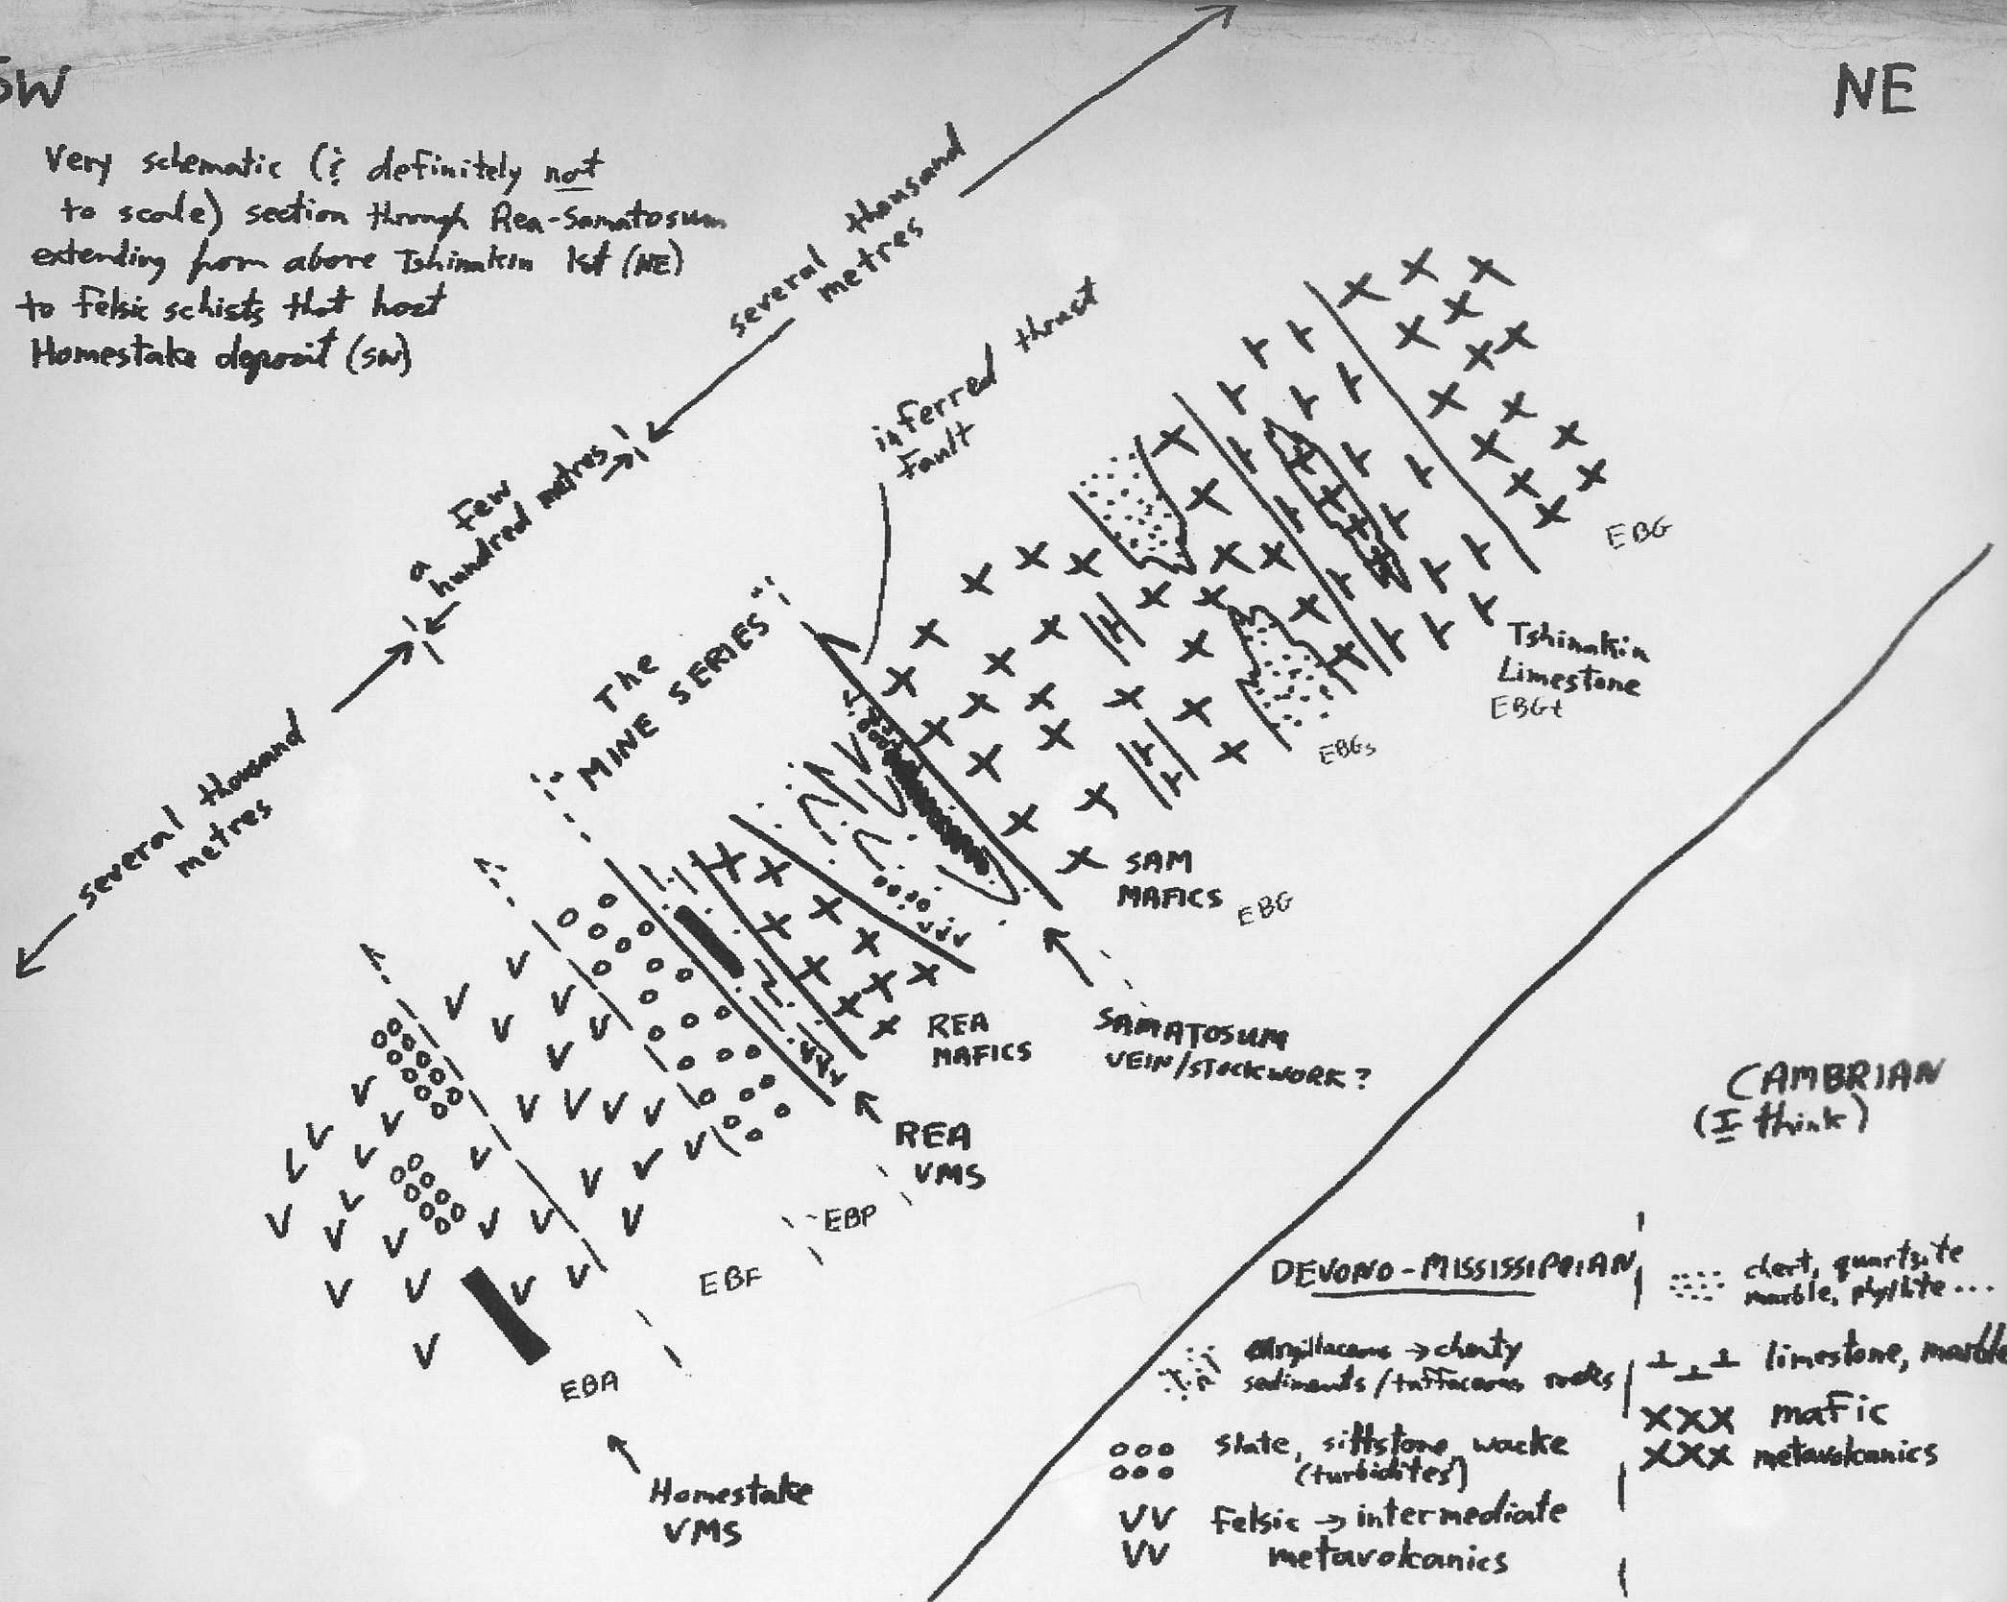 SW
NE
Very schematic (& definitely not
to scale) section through Rea-Samatosum
extending from above Tshinakin lst (NE)
to felsic schists that host
Homestake deposit (SW)
several thousand
metres
inferred thrust
fault
a few
hundred metres
several thousand
metres
"The
MINE SERIES"
EBG
Tshinakin
Limestone
EBGt
EBGs
SAM
MAFICS EBG
REA
MAFICS
SAMATOSUM
VEIN/STOCKWORK?
REA
VMS
EBP
EBF
EBA
Homestake
VMS
CAMBRIAN
(I think)
DEVONO-MISSISSIPPIAN
chert, quartzite
marble, phyllite ...
argillaceous → cherty
sediments/tuffaceous rocks
limestone, marble
slate, siltstone, wacke
(turbidites)
XXX mafic
XXX metavolcanics
VV felsic → intermediate
VV metavolcanics